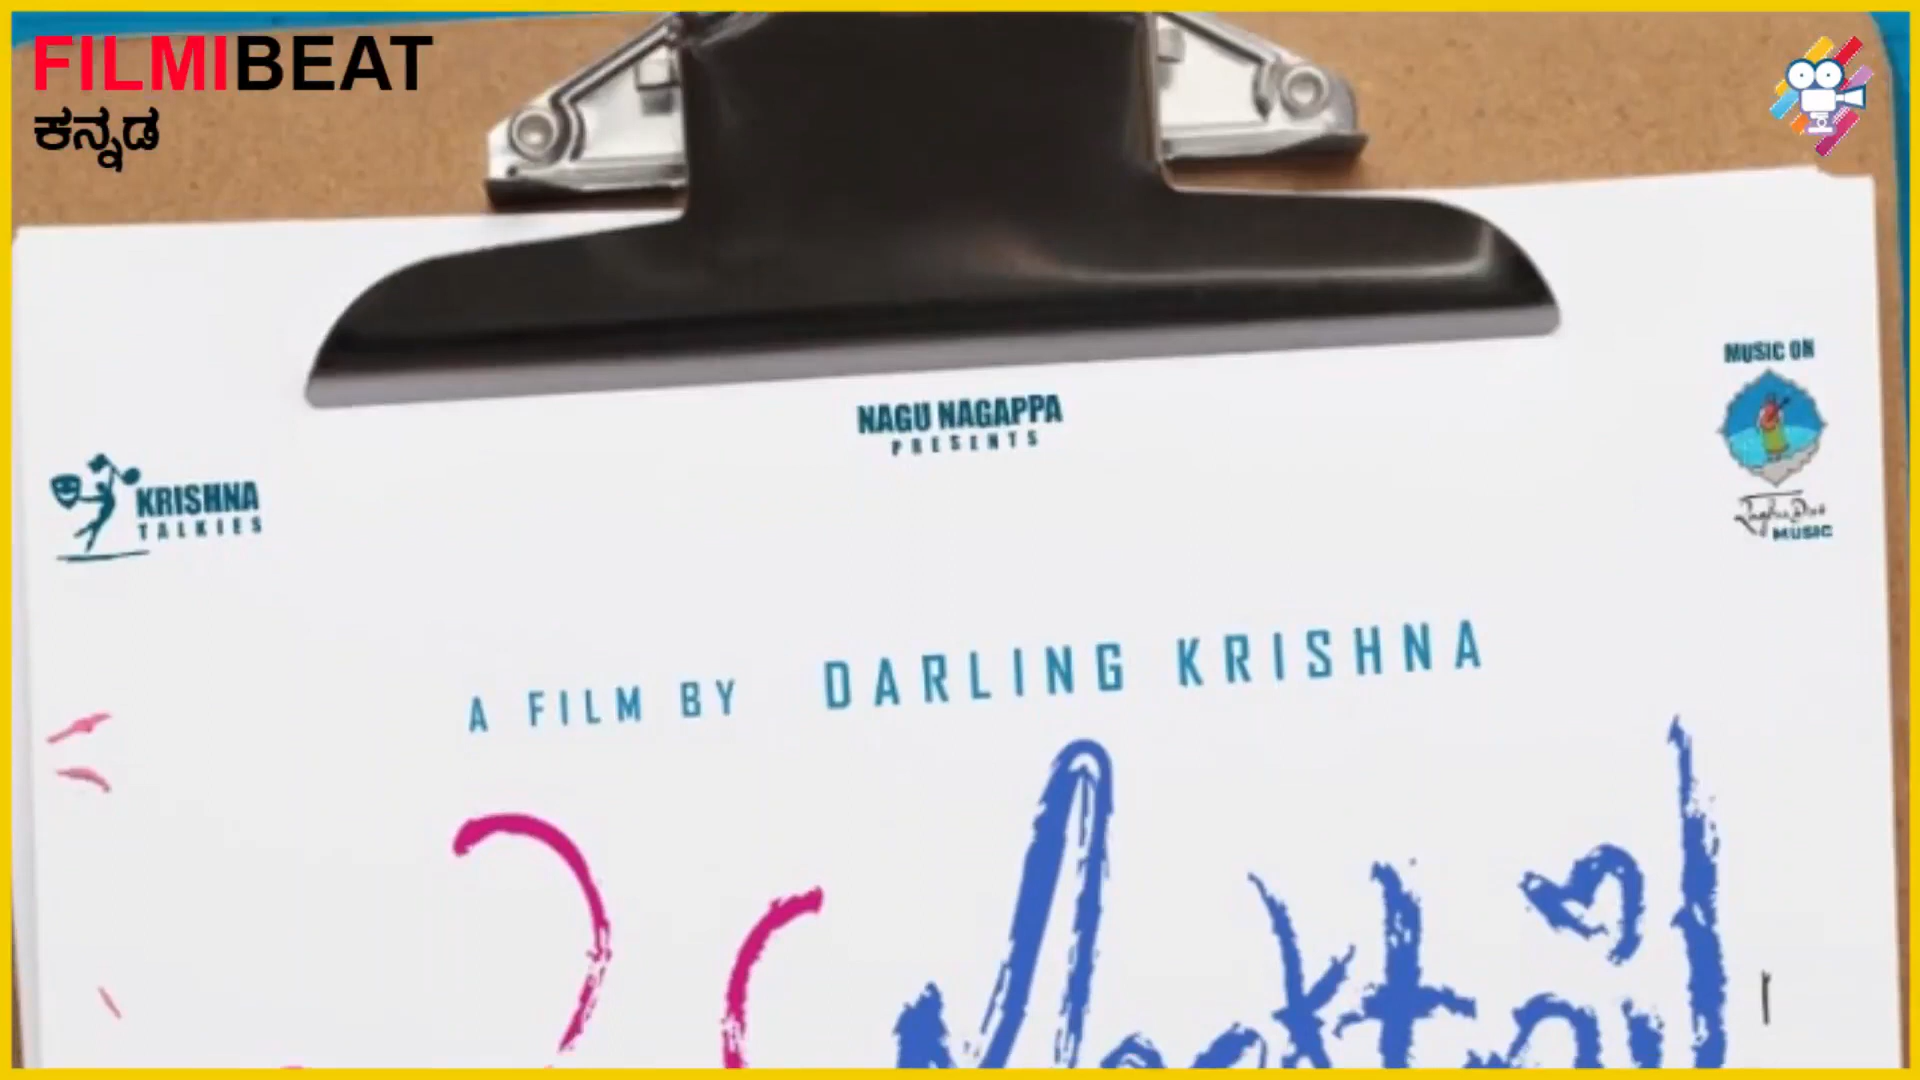 FILMIBEAT
ಕನ್ನಡ
MUSIC ON
NAGU NAGAPPA
PRESENTS
KRISHNA
TALKIES
MUSIC
A FILM BY DARLING KRISHNA